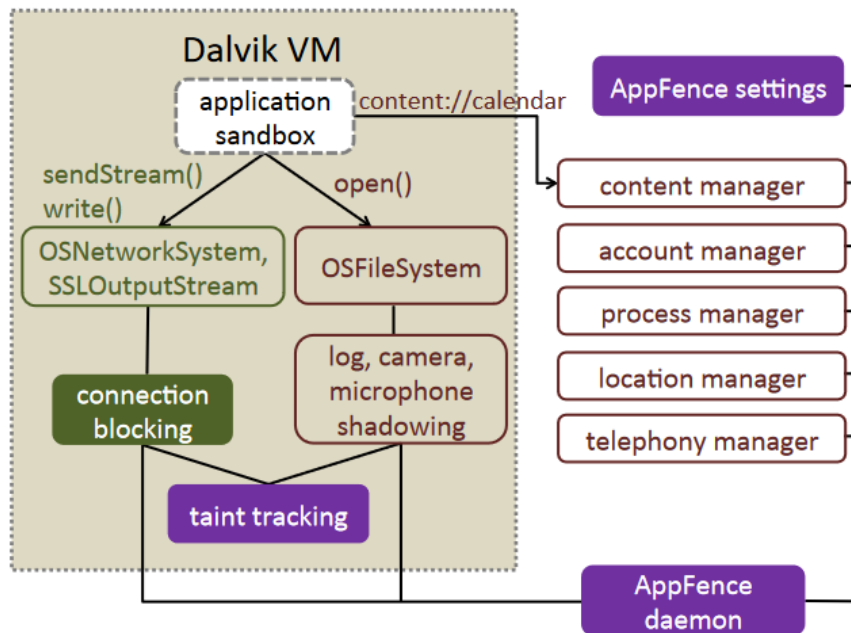 Dalvik VM
application
sandbox
content://calendar
AppFence settings
sendStream()
write()
open()
content manager
OSNetworkSystem,
SSLOutputStream
OSFileSystem
account manager
process manager
log, camera,
microphone
shadowing
location manager
connection
blocking
telephony manager
taint tracking
AppFence
daemon